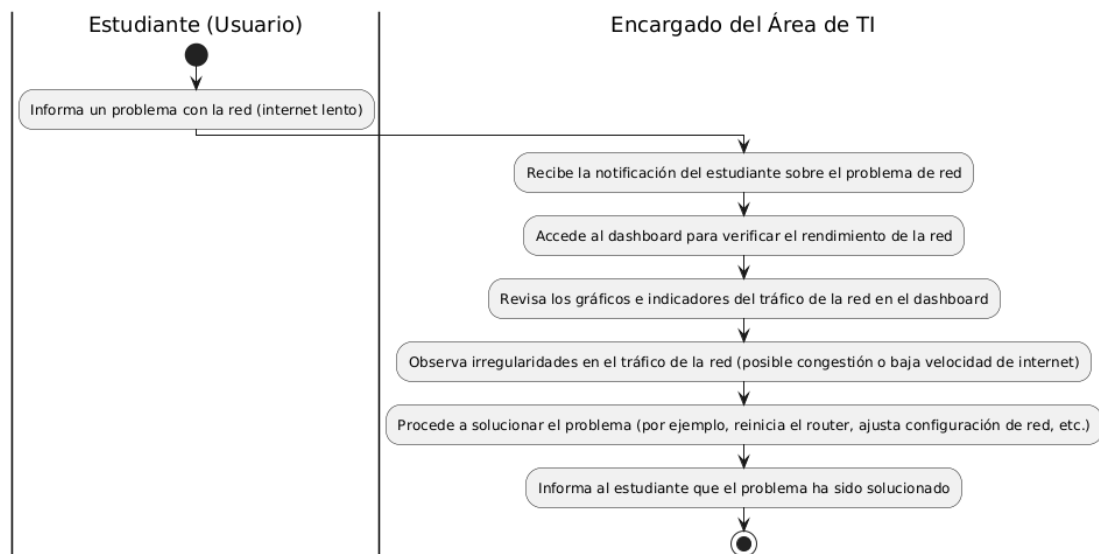 Estudiante (Usuario)
Encargado del Área de TI
Informa un problema con la red (internet lento)
Recibe la notificación del estudiante sobre el problema de red
Accede al dashboard para verificar el rendimiento de la red
Revisa los gráficos e indicadores del tráfico de la red en el dashboard
Observa irregularidades en el tráfico de la red (posible congestión o baja velocidad de internet)
Procede a solucionar el problema (por ejemplo, reinicia el router, ajusta configuración de red, etc.)
Informa al estudiante que el problema ha sido solucionado